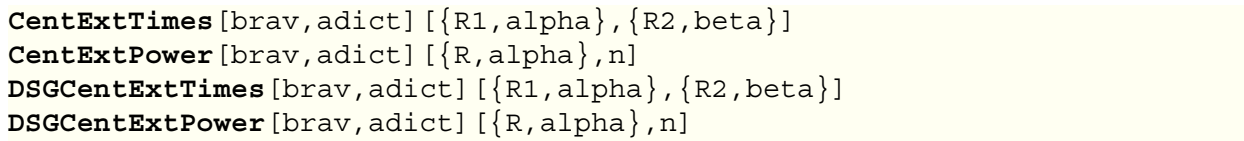 CentExtTimes[brav,adict][{R1,alpha},{R2,beta}]
CentExtPower[brav,adict][{R,alpha},n]
DSGCentExtTimes[brav,adict][{R1,alpha},{R2,beta}]
DSGCentExtPower[brav,adict][{R,alpha},n]